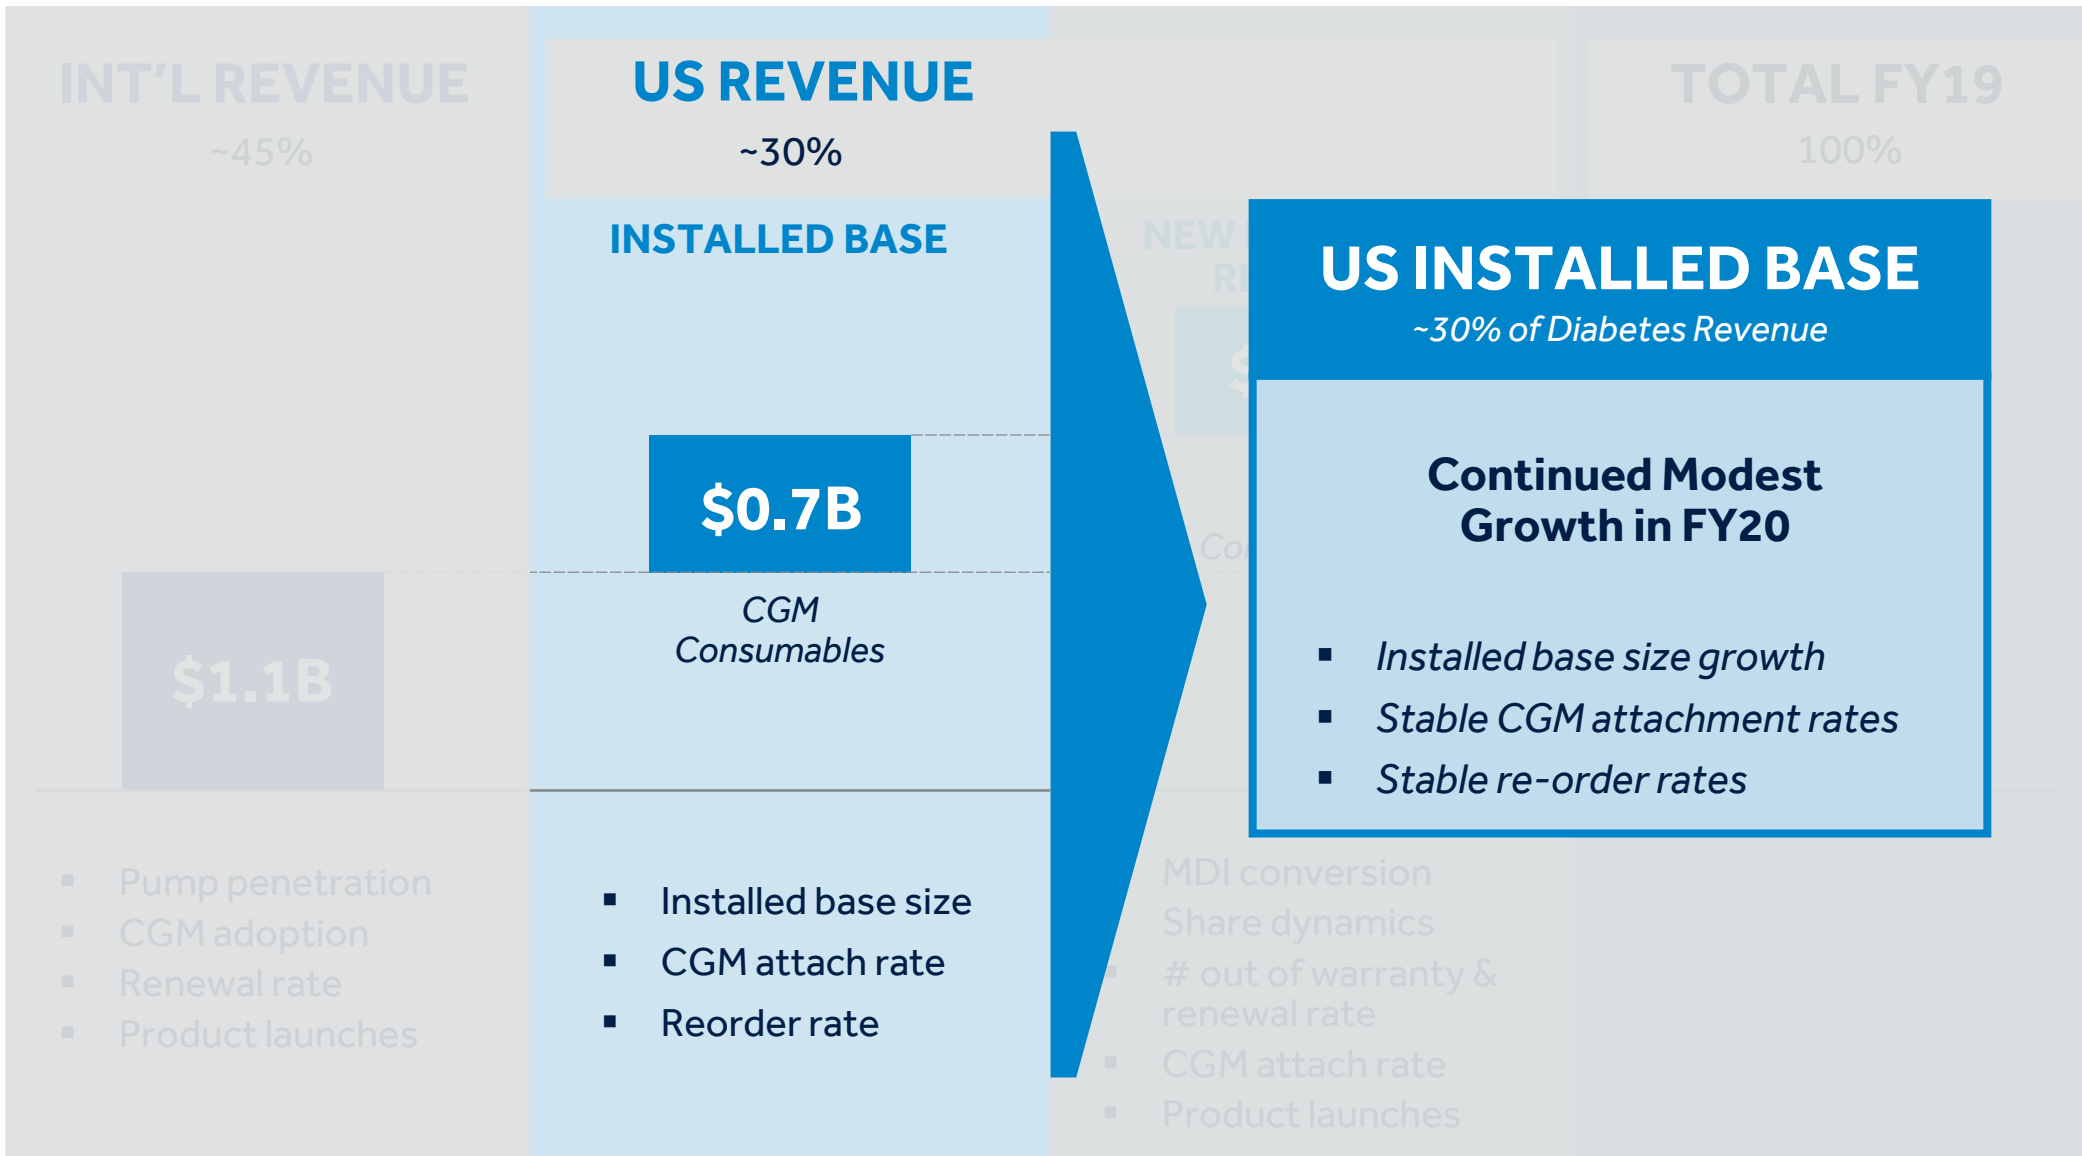 INT'L REVENUE
~45%
$1.1B
▪ Pump penetration
▪ CGM adoption
▪ Renewal rate
▪ Product launches
US REVENUE
~30%
INSTALLED BASE
$0.7B
CGM
Consumables
▪ Installed base size
▪ CGM attach rate
▪ Reorder rate
NEW
$
MDI conversion
Share dynamics
▪ # out of warranty &
renewal rate
▪ CGM attach rate
▪ Product launches
TOTAL FY19
100%
US INSTALLED BASE
~30% of Diabetes Revenue
Continued Modest
Growth in FY20
▪ Installed base size growth
▪ Stable CGM attachment rates
▪ Stable re-order rates